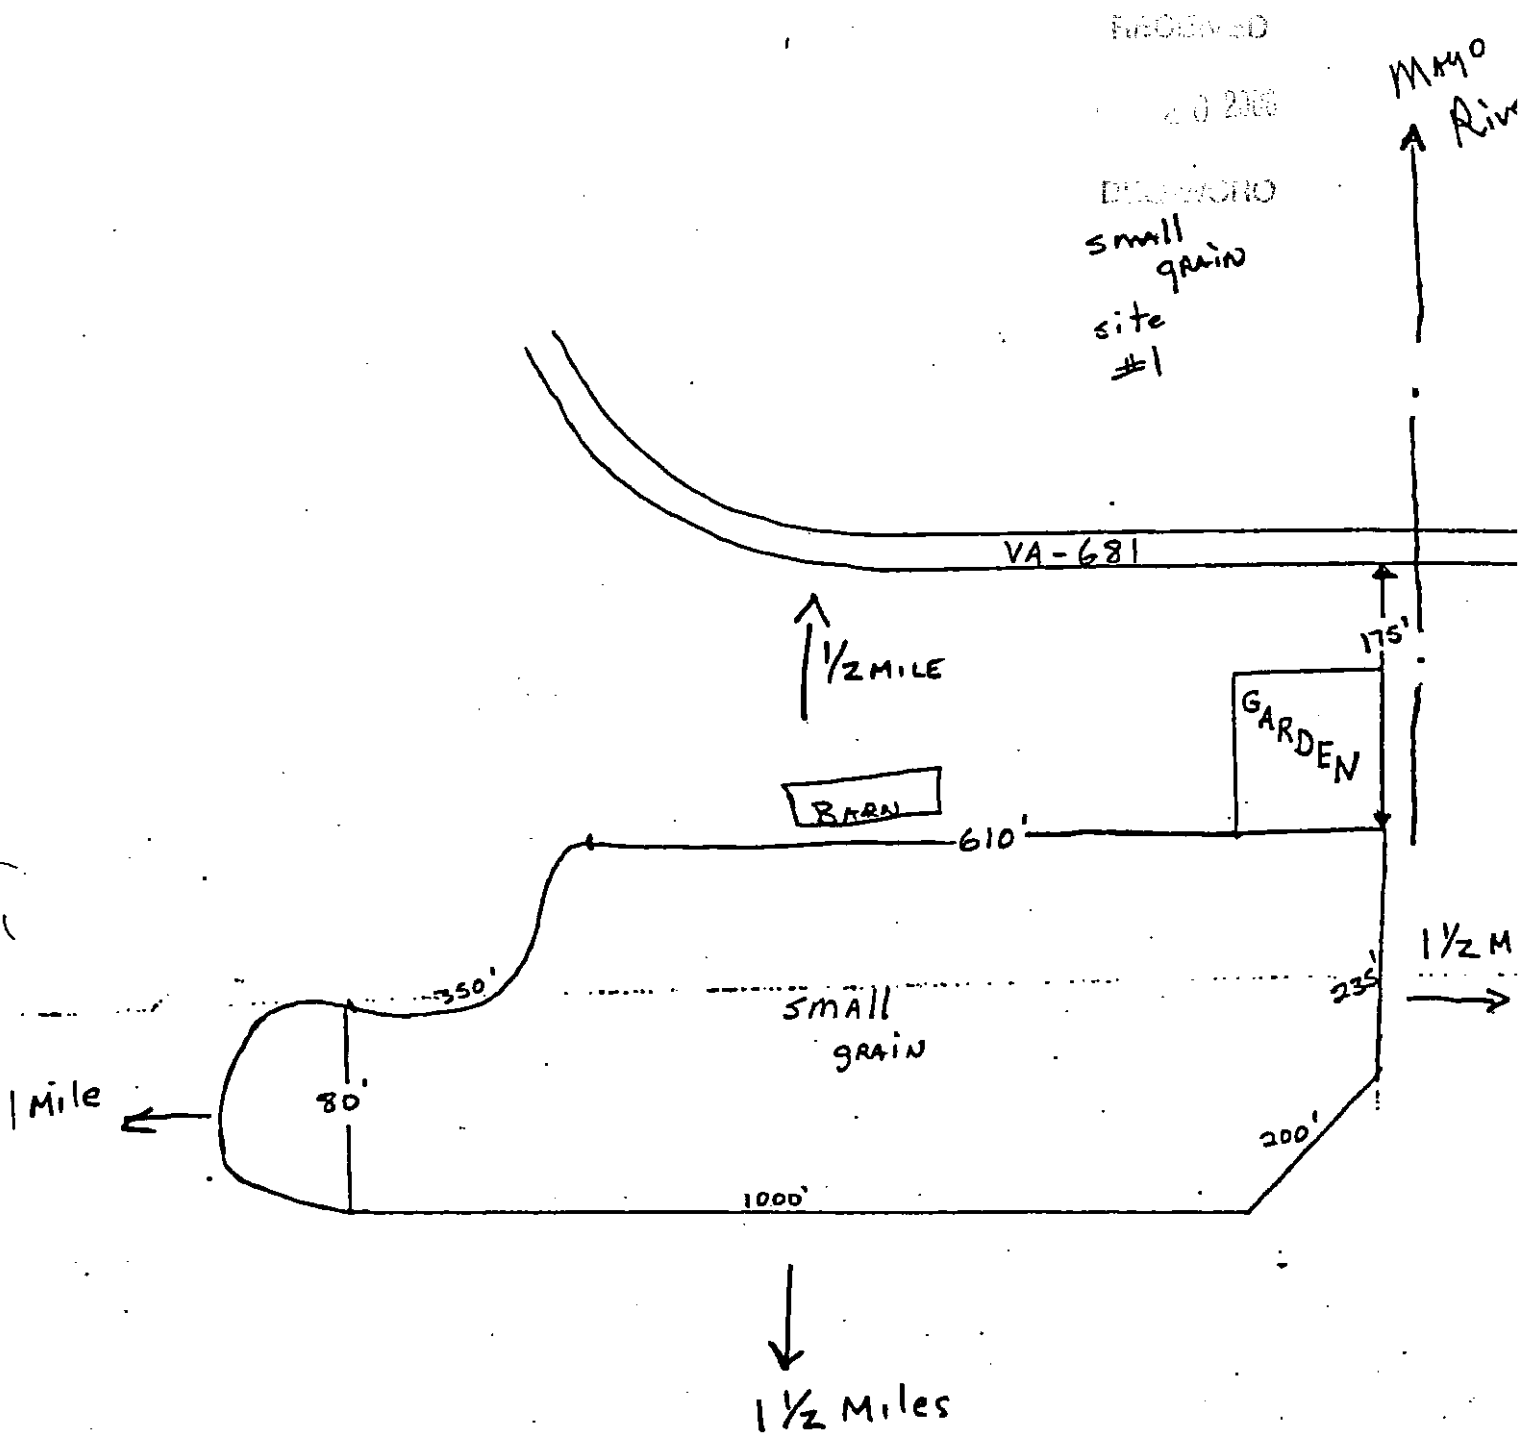 MAYO
small
grain
site
#1
VA-681
175'
1/2 MILE
GARDEN
BARN
610'
350'
small
grain
235'
1 1/2 M
1 Mile
80'
200'
1000'
1 1/2 Miles